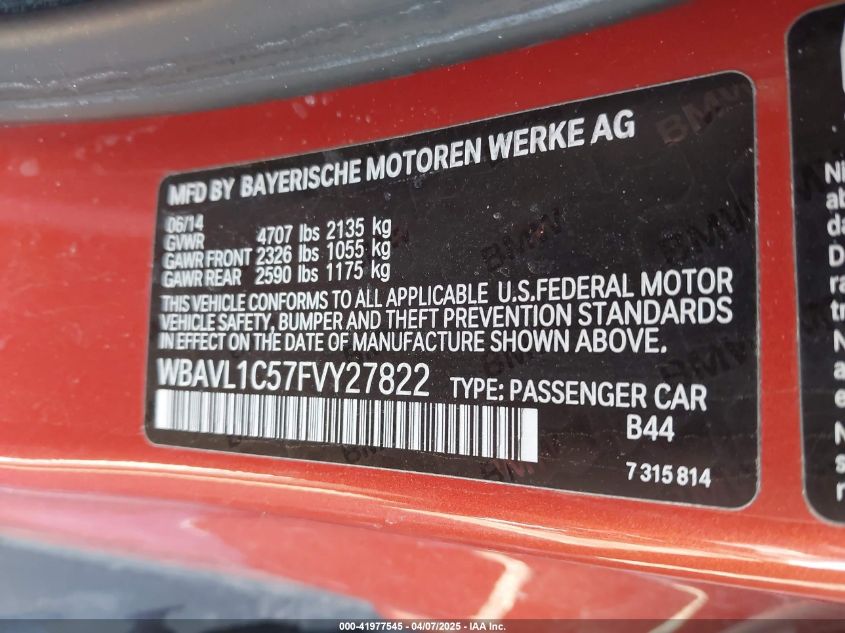 MFD BY BAYERISCHE MOTOREN WERKE AG
06/14
GVWR 4707 lbs 2135 kg
GAWR FRONT 2326 lbs 1055 kg
GAWR REAR 2590 lbs 1175 kg
THIS VEHICLE CONFORMS TO ALL APPLICABLE U.S.FEDERAL MOTOR
VEHICLE SAFETY, BUMPER AND THEFT PREVENTION STANDARDS
IN EFFECT ON THE DATE OF MANUFACTURE SHOWN ABOVE.
WBAVL1C57FVY27822 TYPE: PASSENGER CAR
B44
7 315 814
000-41977545 - 04/07/2025 - IAA Inc.